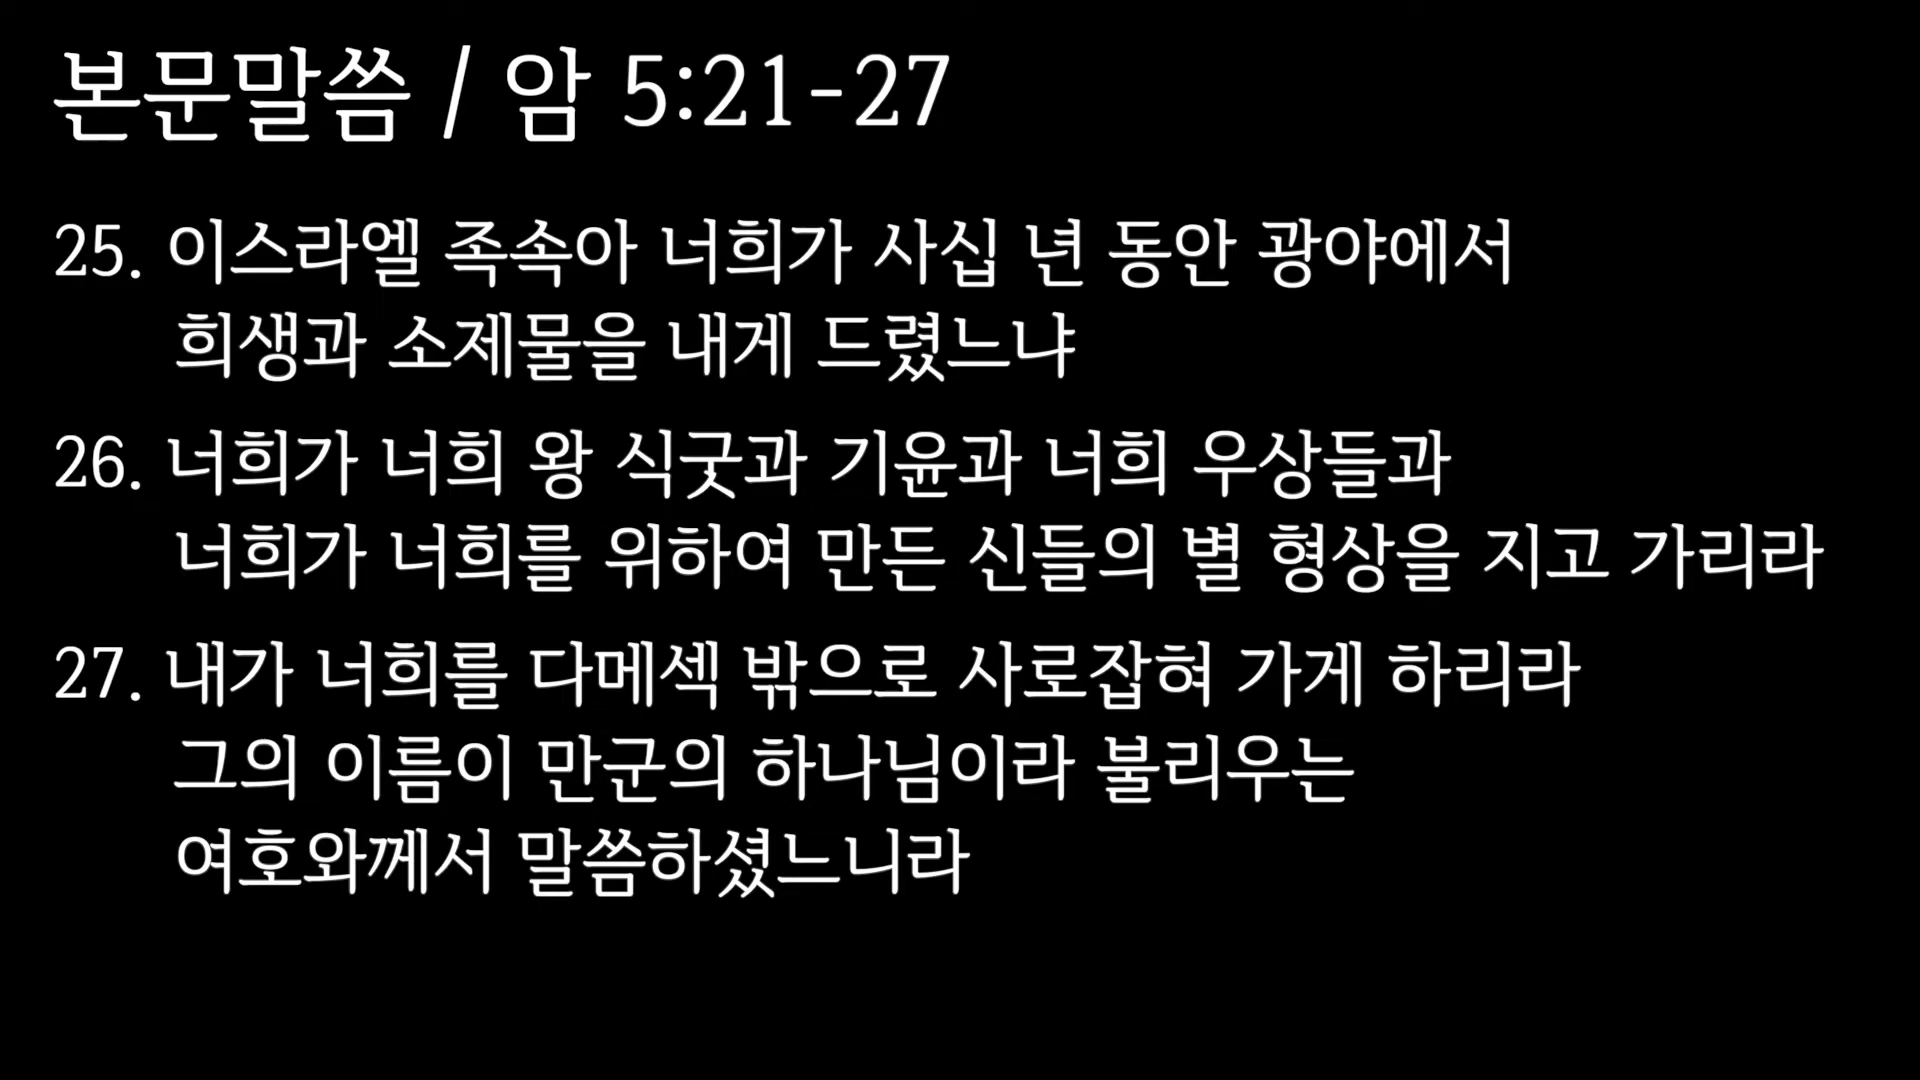 본문말씀 / 암 5:21-27
25. 이스라엘 족속아 너희가 사십 년 동안 광야에서
희생과 소제물을 내게 드렸느냐
26. 너희가 너희 왕 식굿과 기윤과 너희 우상들과
너희가 너희를 위하여 만든 신들의 별 형상을 지고 가리라
27. 내가 너희를 다메섹 밖으로 사로잡혀 가게 하리라
그의 이름이 만군의 하나님이라 불리우는
여호와께서 말씀하셨느니라